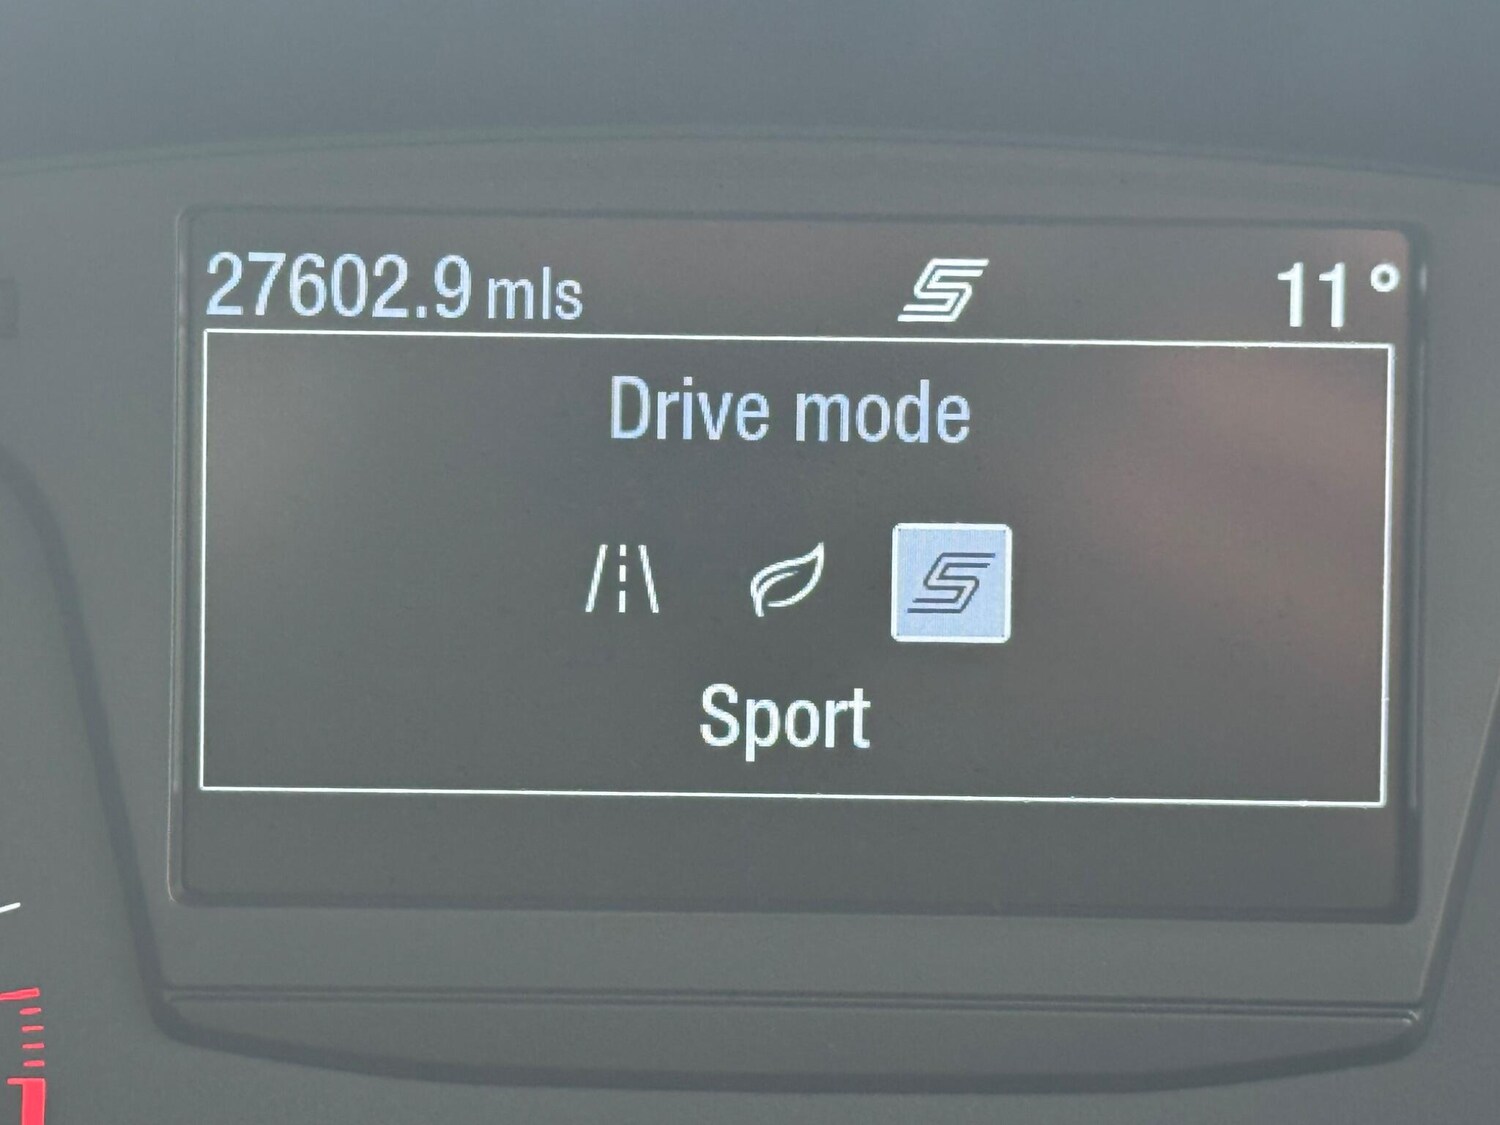 27602.9 mls S 11°
Drive mode
S
Sport